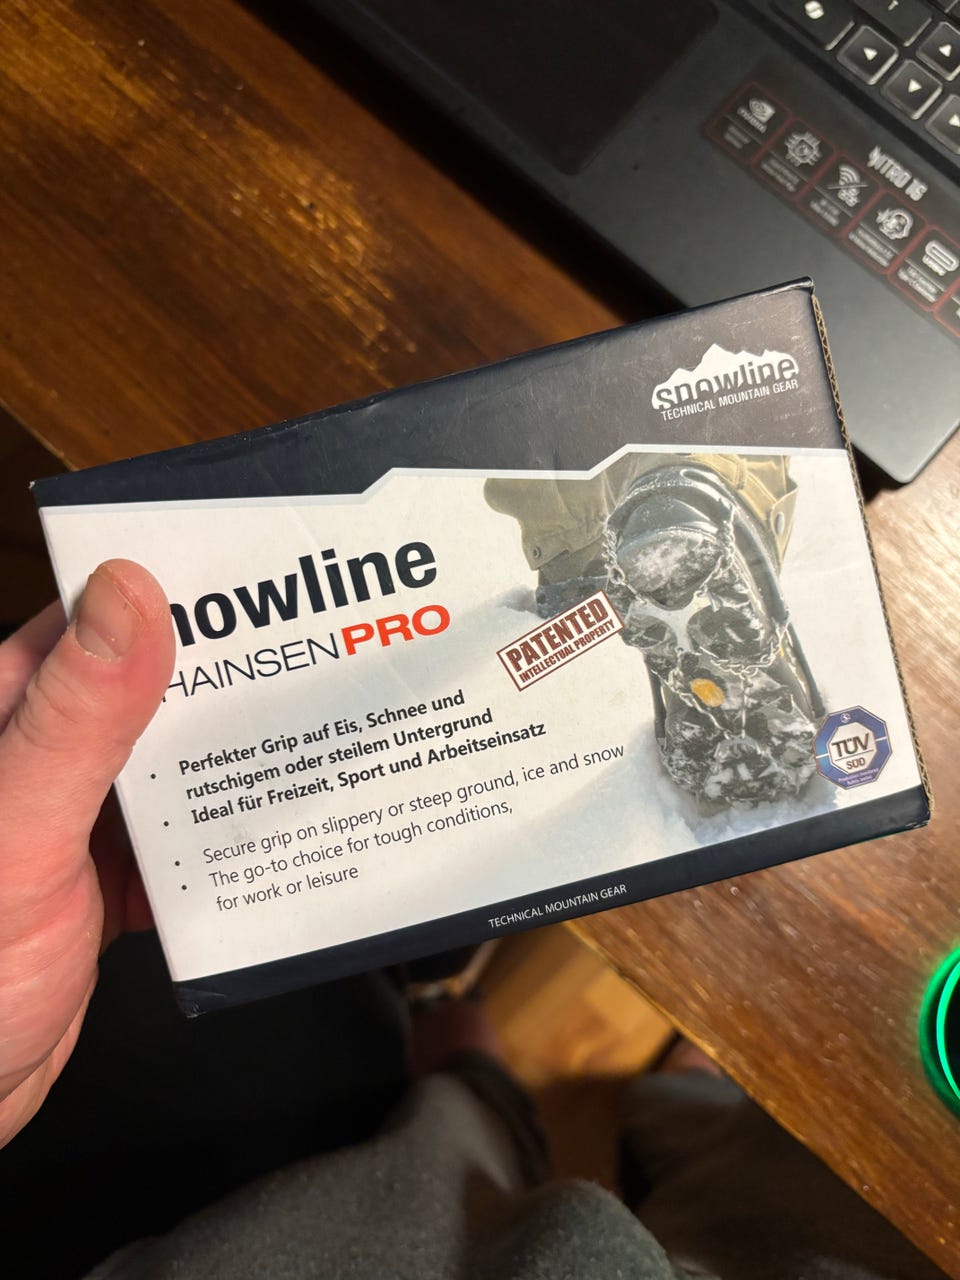 NITRO V 16
snowline
TECHNICAL MOUNTAIN GEAR
nowline
HAINSENPRO
PATENTED
INTELLECTUAL PROPERTY
• Perfekter Grip auf Eis, Schnee und
rutschigem oder steilem Untergrund
• Ideal für Freizeit, Sport und Arbeitseinsatz
• Secure grip on slippery or steep ground, ice and snow
• The go-to choice for tough conditions,
for work or leisure
TÜV
SÜD
TECHNICAL MOUNTAIN GEAR